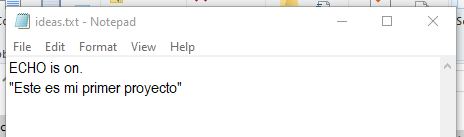 ideas.txt - Notepad
File Edit Format View Help
ECHO is on.
"Este es mi primer proyecto"